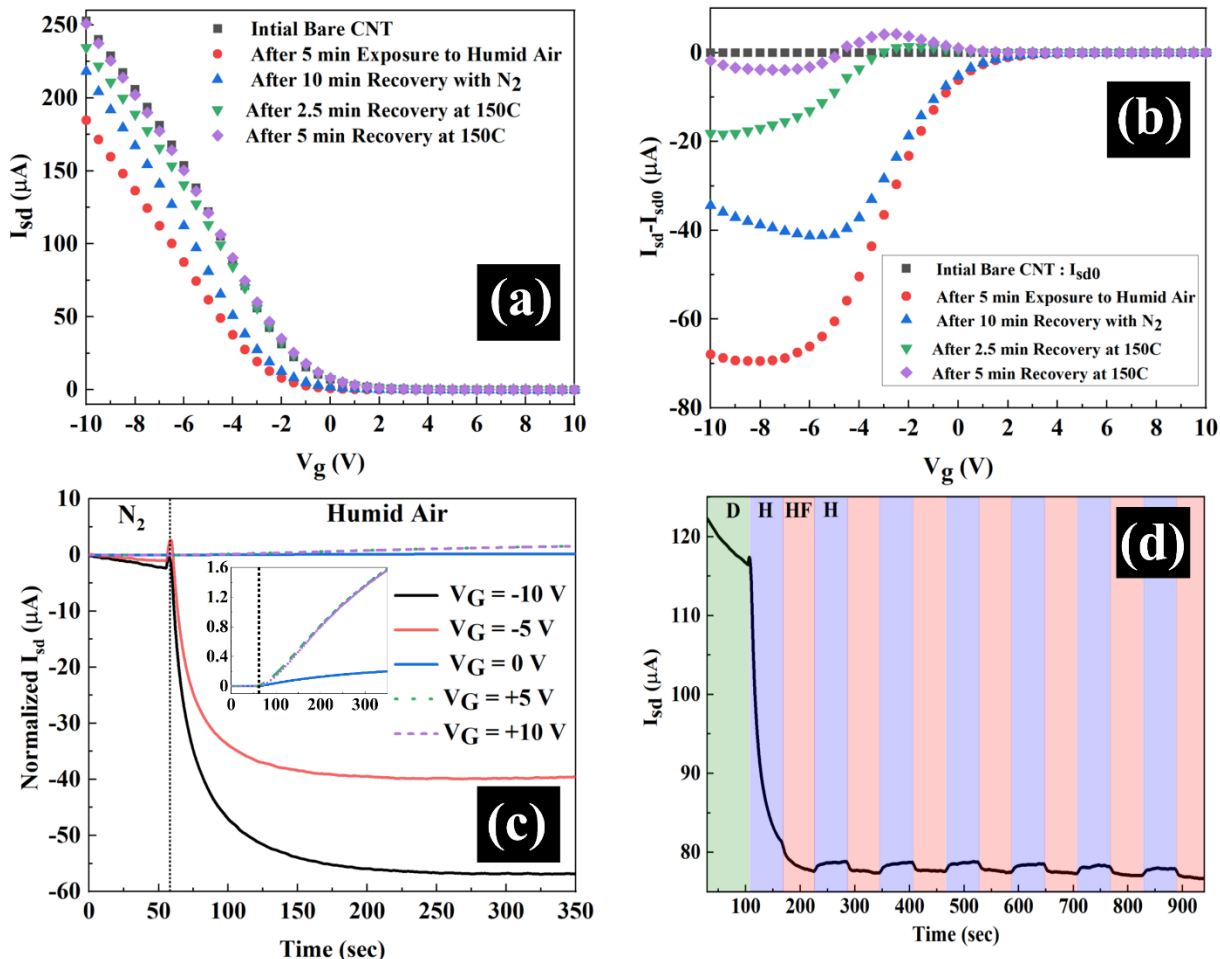 250
200
150
100
50
0
Isd (μA)
Intial Bare CNT
After 5 min Exposure to Humid Air
After 10 min Recovery with N2
After 2.5 min Recovery at 150C
After 5 min Recovery at 150C
(a)
-10 -8 -6 -4 -2 0 2 4 6 8 10
Vg (V)
0
-20
-40
-60
-80
Isd-Isd0 (μA)
(b)
Intial Bare CNT : Isd0
After 5 min Exposure to Humid Air
After 10 min Recovery with N2
After 2.5 min Recovery at 150C
After 5 min Recovery at 150C
-10 -8 -6 -4 -2 0 2 4 6 8 10
Vg (V)
10
0
-10
-20
-30
-40
-50
-60
Normalized Isd (μA)
N2 Humid Air
1.6
1.2
0.8
0.4
0
0 100 200 300
VG = -10 V
VG = -5 V
VG = 0 V
VG = +5 V
VG = +10 V
(c)
0 50 100 150 200 250 300 350
Time (sec)
120
110
100
90
80
Isd (μA)
D H HF H
(d)
100 200 300 400 500 600 700 800 900
Time (sec)